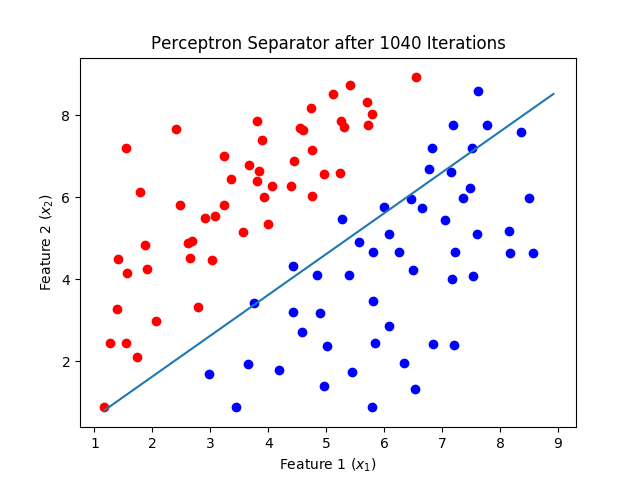 Perceptron Separator after 1040 Iterations
8
6
4
2
Feature 2 (x₂)
1 2 3 4 5 6 7 8 9
Feature 1 (x₁)